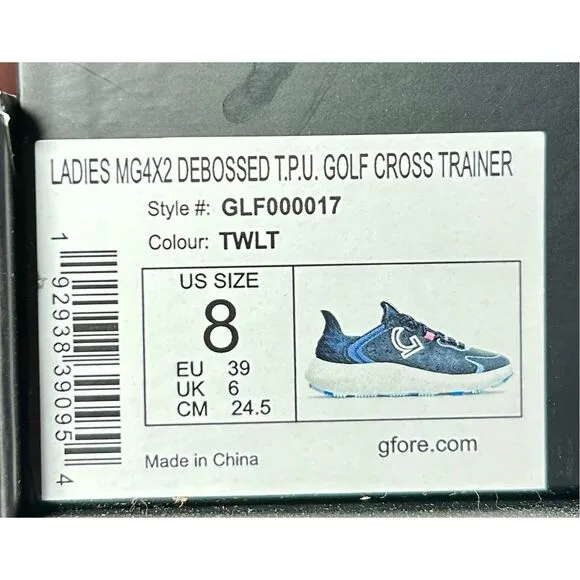 LADIES MG4X2 DEBOSSED T.P.U. GOLF CROSS TRAINER
Style #: GLF000017
Colour: TWLT
US SIZE
8
EU 39
UK 6
CM 24.5
G
gfore.com
Made in China
1 92938 39095 4